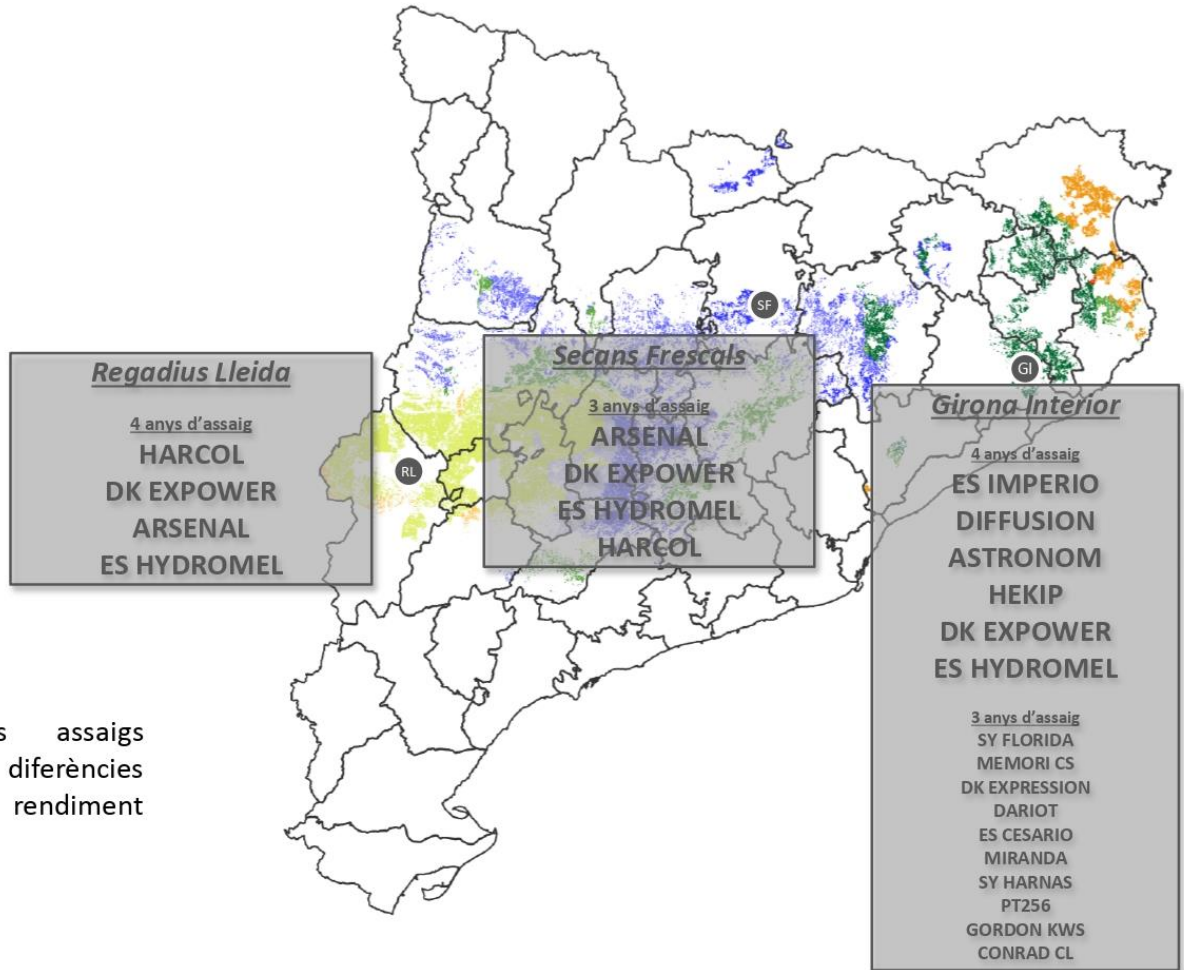 SF
GI
RL
Regadius Lleida
4 anys d'assaig
HARCOL
DK EXPOWER
ARSENAL
ES HYDROMEL
Secans Frescals
3 anys d'assaig
ARSENAL
DK EXPOWER
ES HYDROMEL
HARCOL
Girona Interior
4 anys d'assaig
ES IMPERIO
DIFFUSION
ASTRONOM
HEKIP
DK EXPOWER
ES HYDROMEL
3 anys d'assaig
SY FLORIDA
MEMORI CS
DK EXPRESSION
DARIOT
ES CESARIO
MIRANDA
SY HARNAS
PT256
GORDON KWS
CONRAD CL
s assaigs
diferències
rendiment